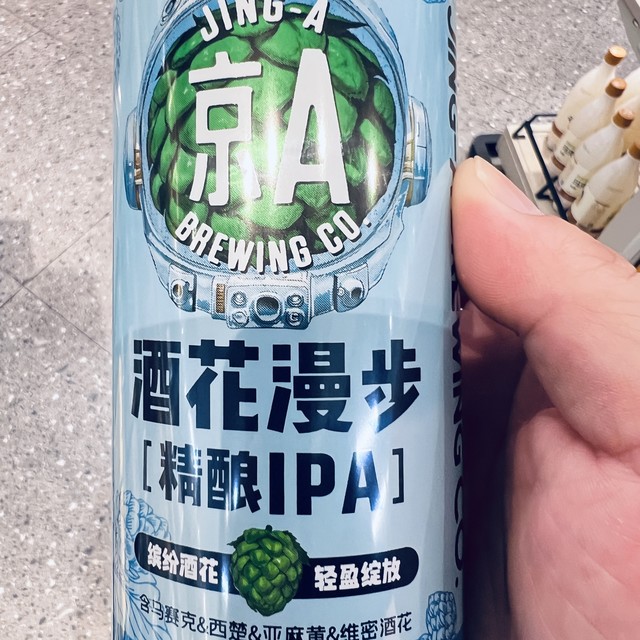 JING-A
京A
BREWING CO.
酒花漫步
[精酿IPA]
缤纷酒花 轻盈绽放
含马赛克&西楚&亚麻黄&维密酒花